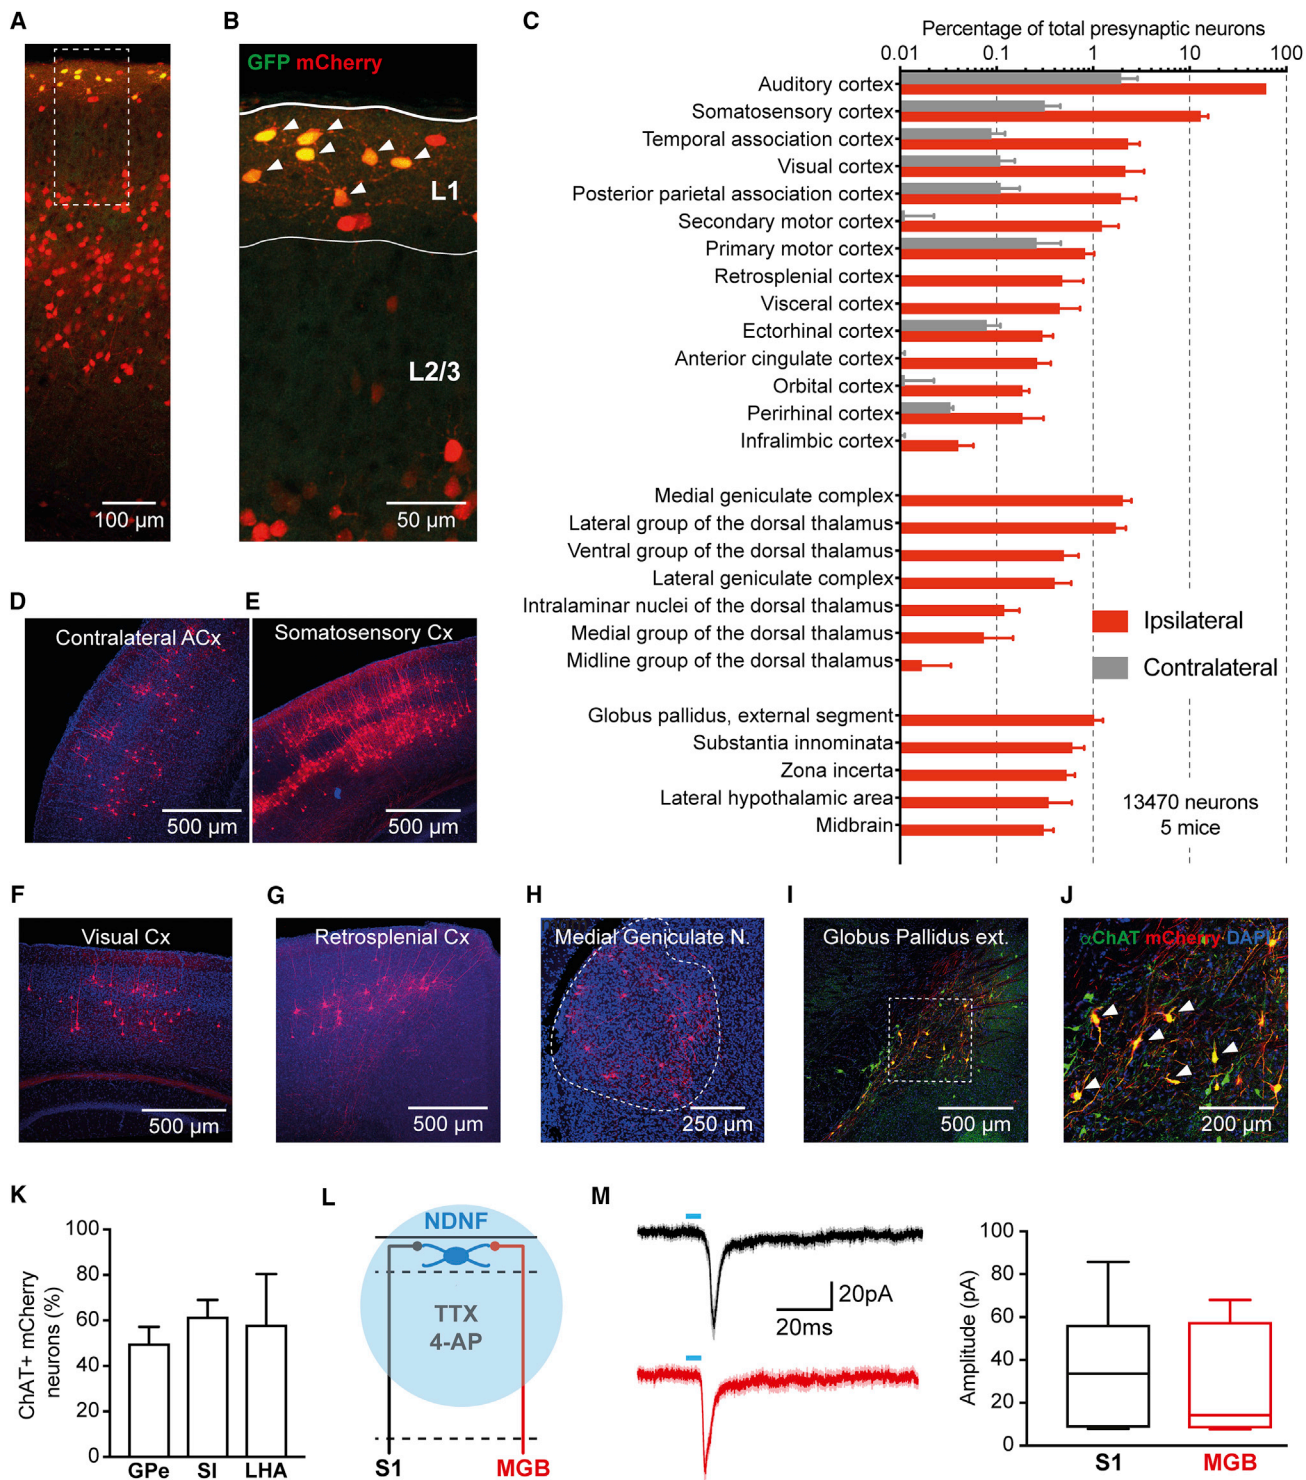 A
100 µm
B
GFP mCherry
L1
L2/3
50 µm
C
Percentage of total presynaptic neurons
0.01 0.1 1 10 100
Auditory cortex
Somatosensory cortex
Temporal association cortex
Visual cortex
Posterior parietal association cortex
Secondary motor cortex
Primary motor cortex
Retrosplenial cortex
Visceral cortex
Ectorhinal cortex
Anterior cingulate cortex
Orbital cortex
Perirhinal cortex
Infralimbic cortex
Medial geniculate complex
Lateral group of the dorsal thalamus
Ventral group of the dorsal thalamus
Lateral geniculate complex
Intralaminar nuclei of the dorsal thalamus
Medial group of the dorsal thalamus
Midline group of the dorsal thalamus
Globus pallidus, external segment
Substantia innominata
Zona incerta
Lateral hypothalamic area
Midbrain
Ipsilateral
Contralateral
13470 neurons
5 mice
D
Contralateral ACx
500 µm
E
Somatosensory Cx
500 µm
F
Visual Cx
500 µm
G
Retrosplenial Cx
500 µm
H
Medial Geniculate N.
250 µm
I
Globus Pallidus ext.
500 µm
J
αChAT mCherry DAPI
200 µm
K
ChAT+ mCherry
neurons (%)
100
80
60
40
20
0
GPe SI LHA
L
NDNF
TTX
4-AP
S1 MGB
M
20pA
20ms
Amplitude (pA)
100
80
60
40
20
0
S1 MGB